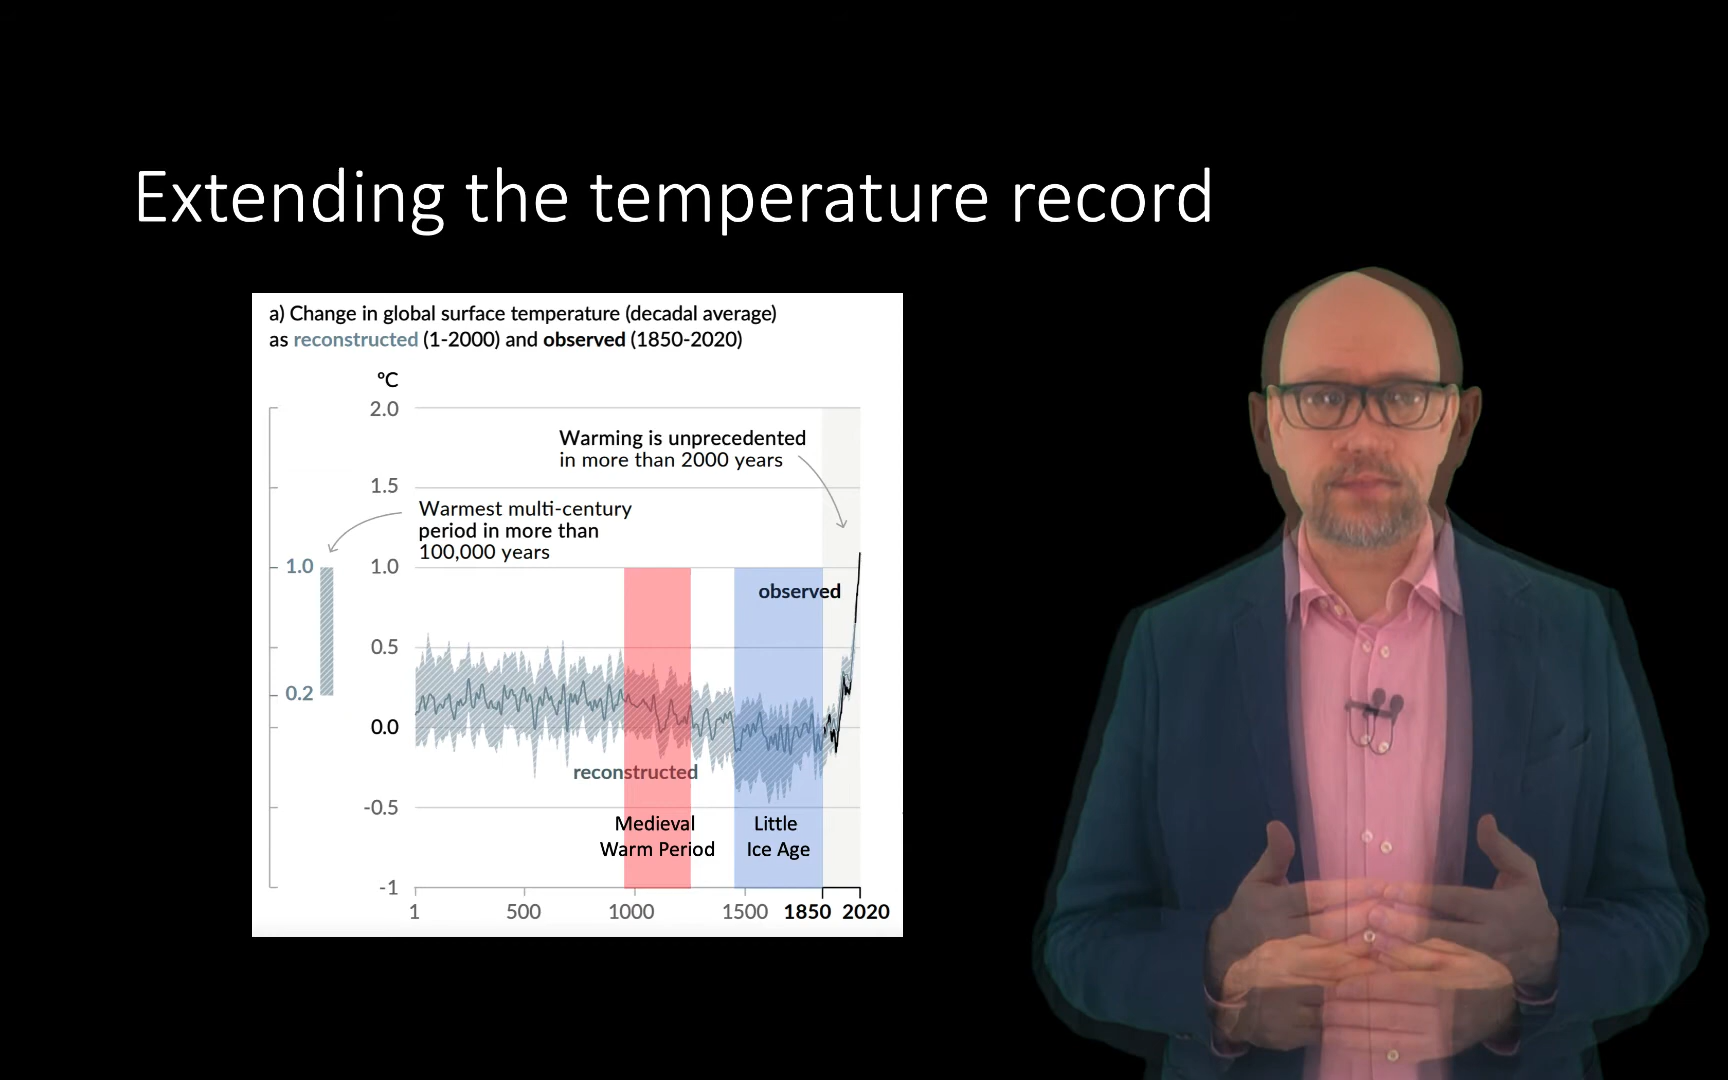 Extending the temperature record
a) Change in global surface temperature (decadal average)
as reconstructed (1-2000) and observed (1850-2020)
ºC
2.0
1.5
1.0
0.5
0.0
-0.5
-1
1.0
0.2
Warming is unprecedented
in more than 2000 years
Warmest multi-century
period in more than
100,000 years
observed
reconstructed
Medieval
Warm Period
Little
Ice Age
1 500 1000 1500 1850 2020